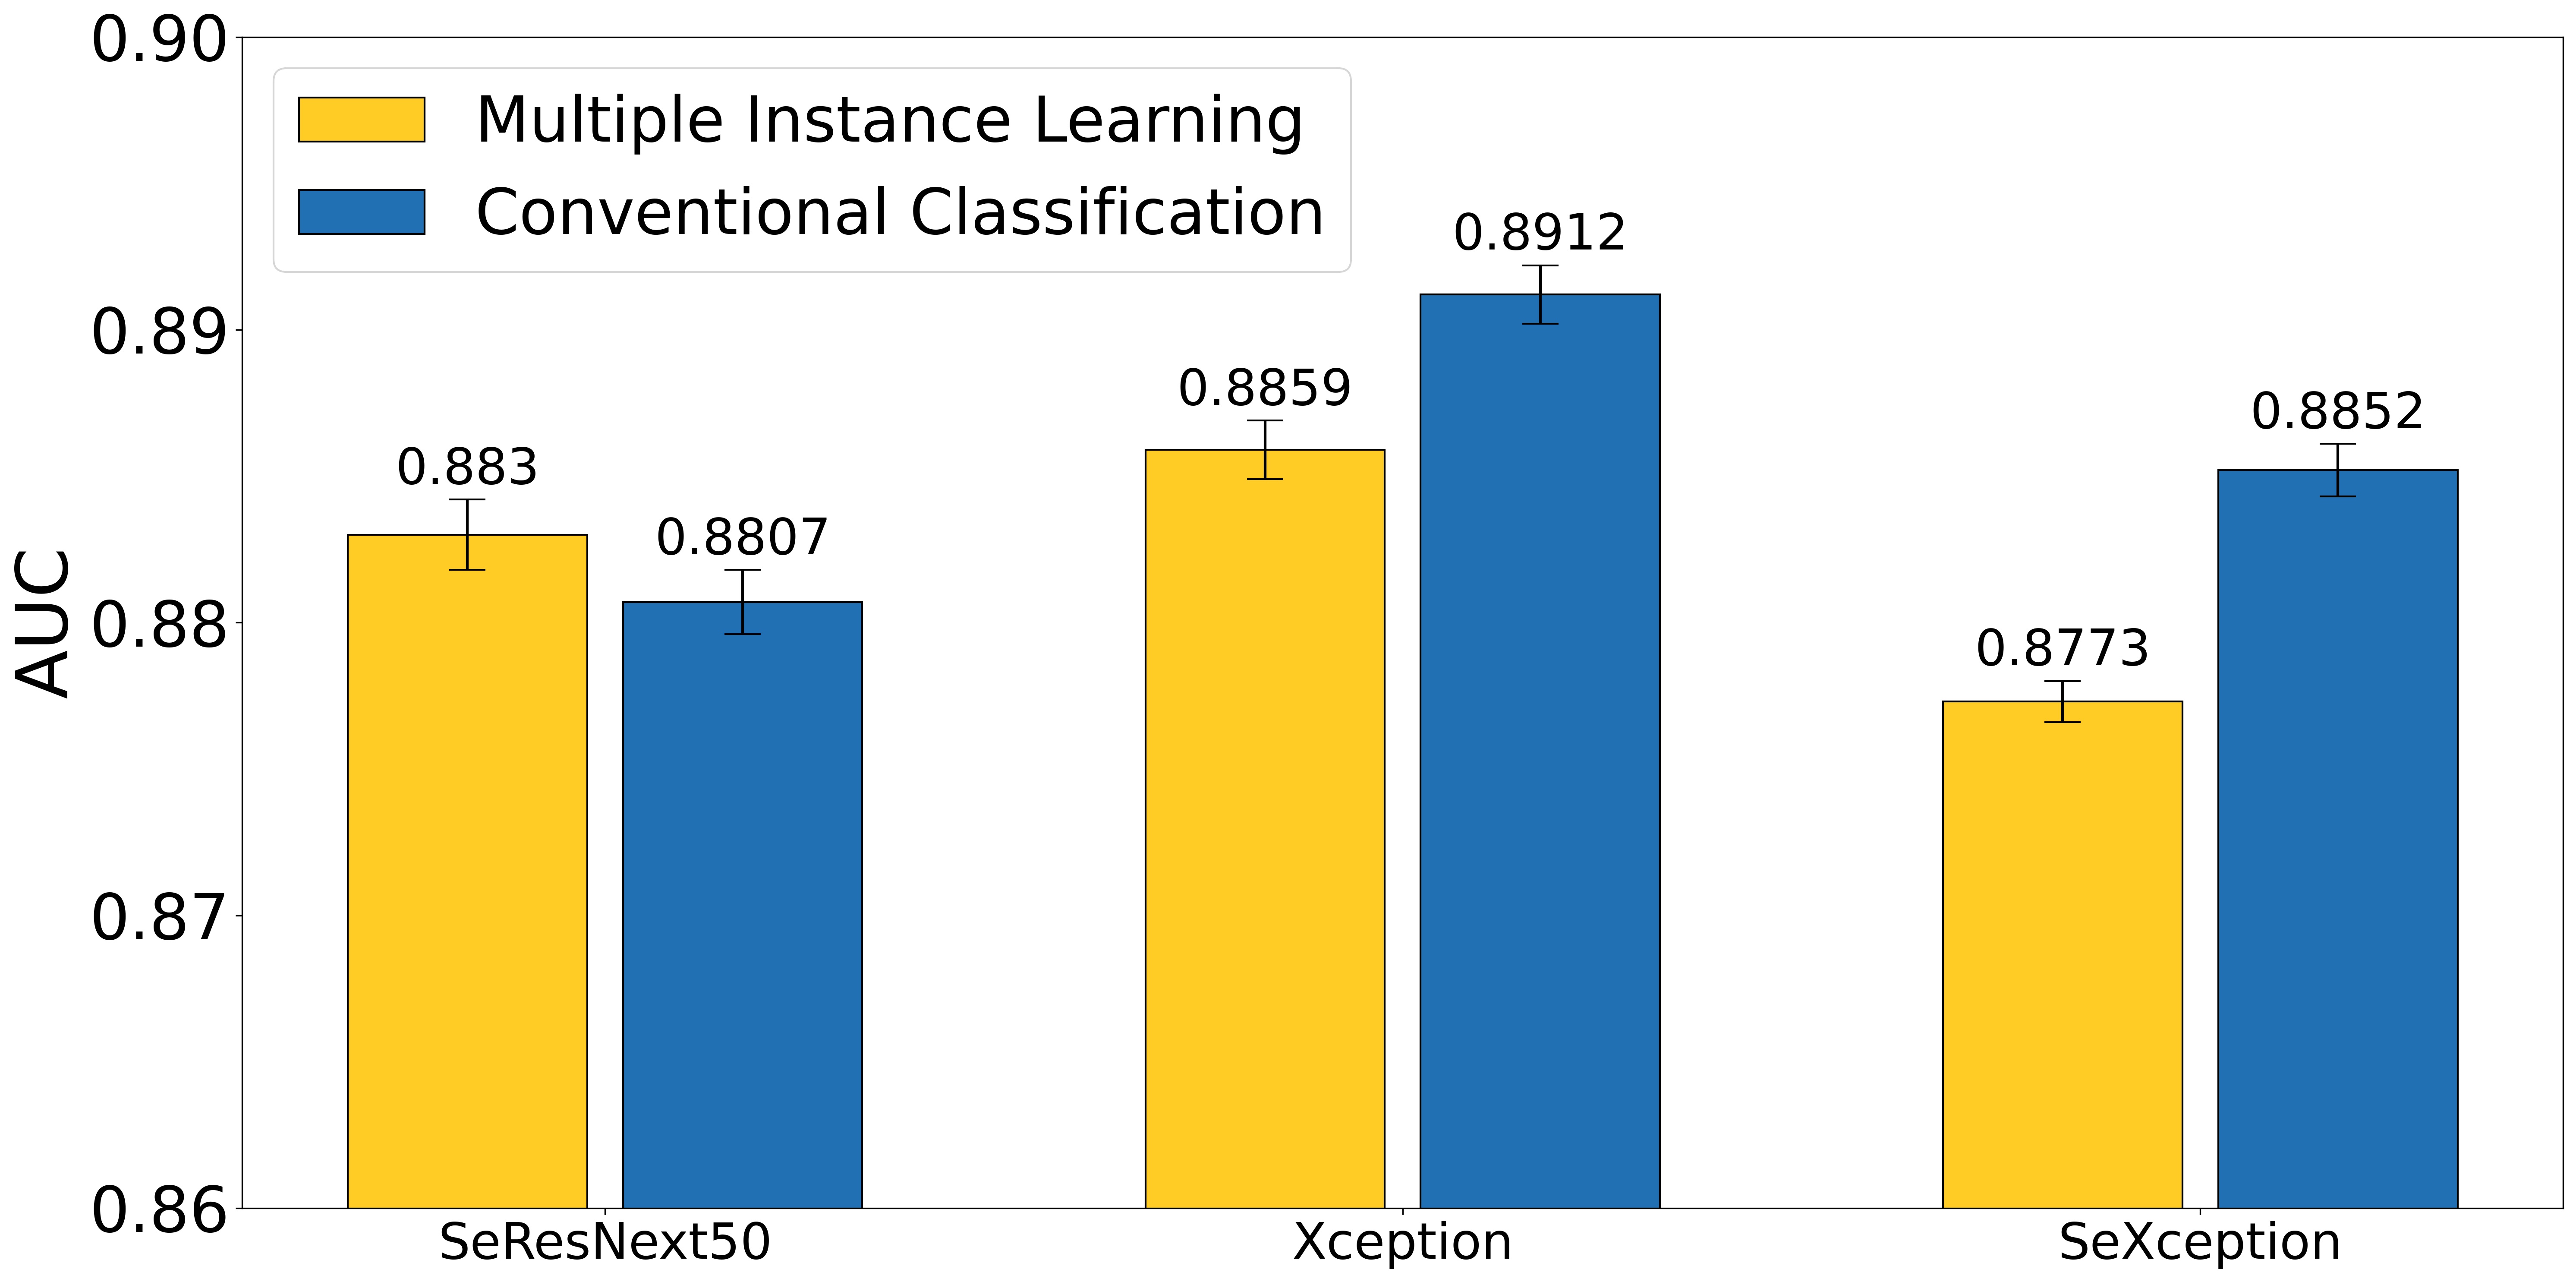 AUC
0.90
0.89
0.88
0.87
0.86
Multiple Instance Learning
Conventional Classification
0.883
0.8807
0.8859
0.8912
0.8773
0.8852
SeResNext50
Xception
SeXception